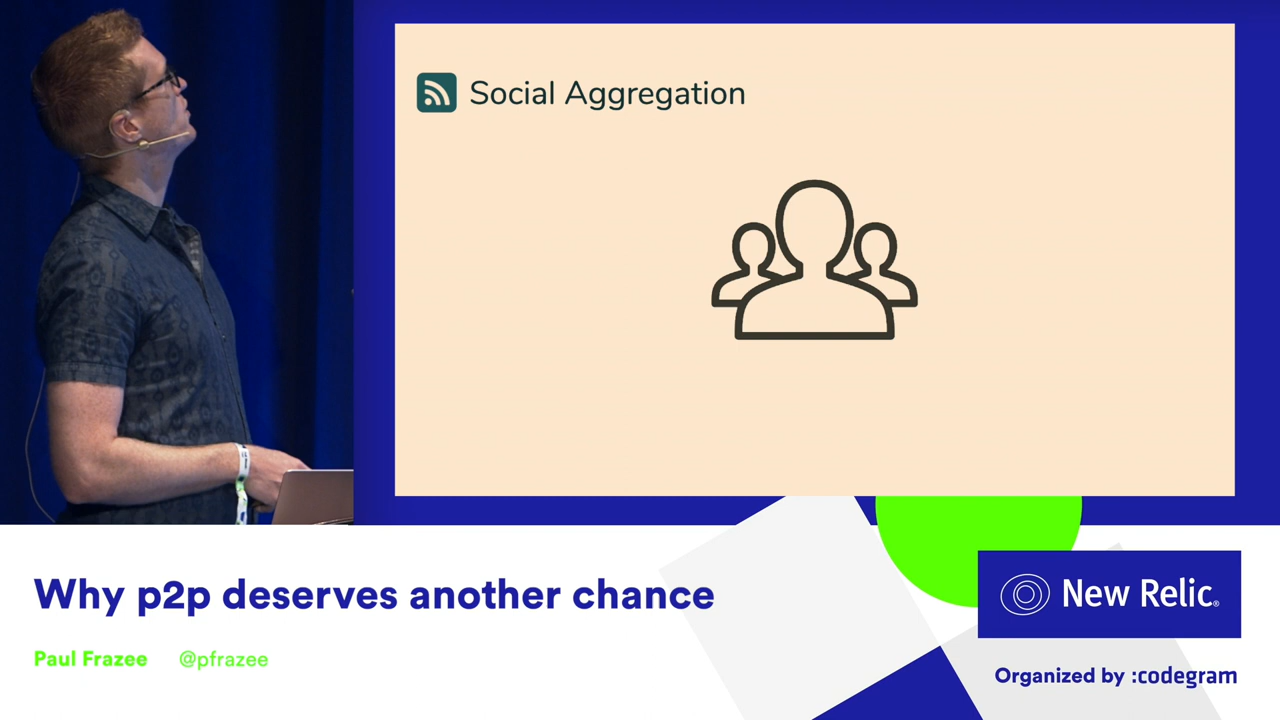 Social Aggregation
Why p2p deserves another chance
Paul Frazee @pfrazee
New Relic®
Organized by :codegram